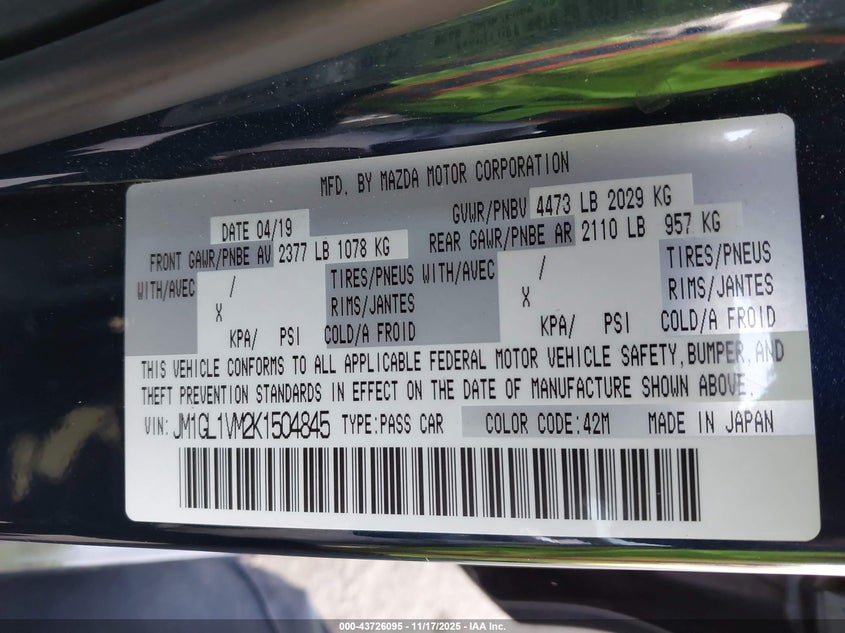 MFD. BY MAZDA MOTOR CORPORATION
DATE 04/19
GVWR/PNBV 4473 LB 2029 KG
FRONT GAWR/PNBE AV 2377 LB 1078 KG
REAR GAWR/PNBE AR 2110 LB 957 KG
WITH/AVEC / TIRES/PNEUS WITH/AVEC / TIRES/PNEUS
X RIMS/JANTES X RIMS/JANTES
KPA/ PSI COLD/A FROID KPA/ PSI COLD/A FROID
THIS VEHICLE CONFORMS TO ALL APPLICABLE FEDERAL MOTOR VEHICLE SAFETY, BUMPER, AND
THEFT PREVENTION STANDARDS IN EFFECT ON THE DATE OF MANUFACTURE SHOWN ABOVE.
VIN: JM1GL1VM2K1504845 TYPE:PASS CAR COLOR CODE:42M MADE IN JAPAN
000-43726095 - 11/17/2025 - IAA Inc.